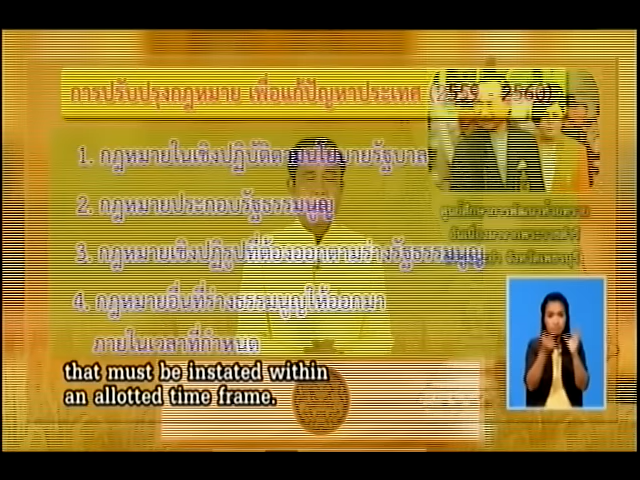 การปรับปรุงกฎหมาย เพื่อแก้ปัญหาประเทศ (2559 - 2560)
1. กฎหมายในเชิงปฏิบัติตามนโยบายรัฐบาล
2. กฎหมายประกอบรัฐธรรมนูญ
3. กฎหมายเชิงปฏิรูปที่ต้องออกตามร่างรัฐธรรมนูญ
4. กฎหมายอื่นที่ร่างธรรมนูญให้ออกมา
ภายในเวลาที่กำหนด
that must be instated within
an allotted time frame.